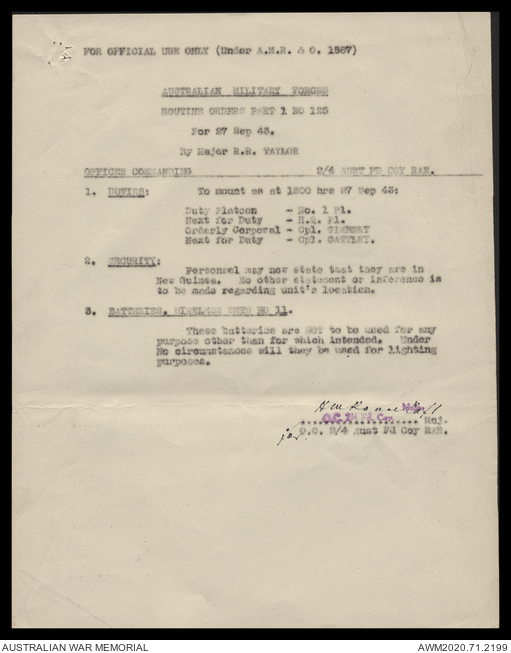 FOR OFFICIAL USE ONLY (Under A.M.R. & O. 1587)
AUSTRALIAN MILITARY FORCES
ROUTINE ORDERS PART 1 NO 125
For 27 Sep 43.
By Major R.R. TAYLOR
OFFICER COMMANDING 2/4 AUST FD COY RAE.
1. DUTIES: To mount as at 1800 hrs 27 Sep 43:
Duty Platoon - No. 1 Pl.
Next for Duty - H.Q. Pl.
Orderly Corporal - Cpl.
Next for Duty - Cpl. CATTLEY.
2. SECURITY:
Personnel may now state that they are in
New Guinea. No other statement or inference is
to be made regarding unit's location.
3. BATTERIES, WIRELESS SETS NO 11.
These batteries are NOT to be used for any
purpose other than for which intended. Under
No circumstances will they be used for lighting
purposes.
Maj.
O.C. 2/4 Fd Coy
Maj.
for O.C. 2/4 Aust Fd Coy RAE.
AUSTRALIAN WAR MEMORIAL
AWM2020.71.2199